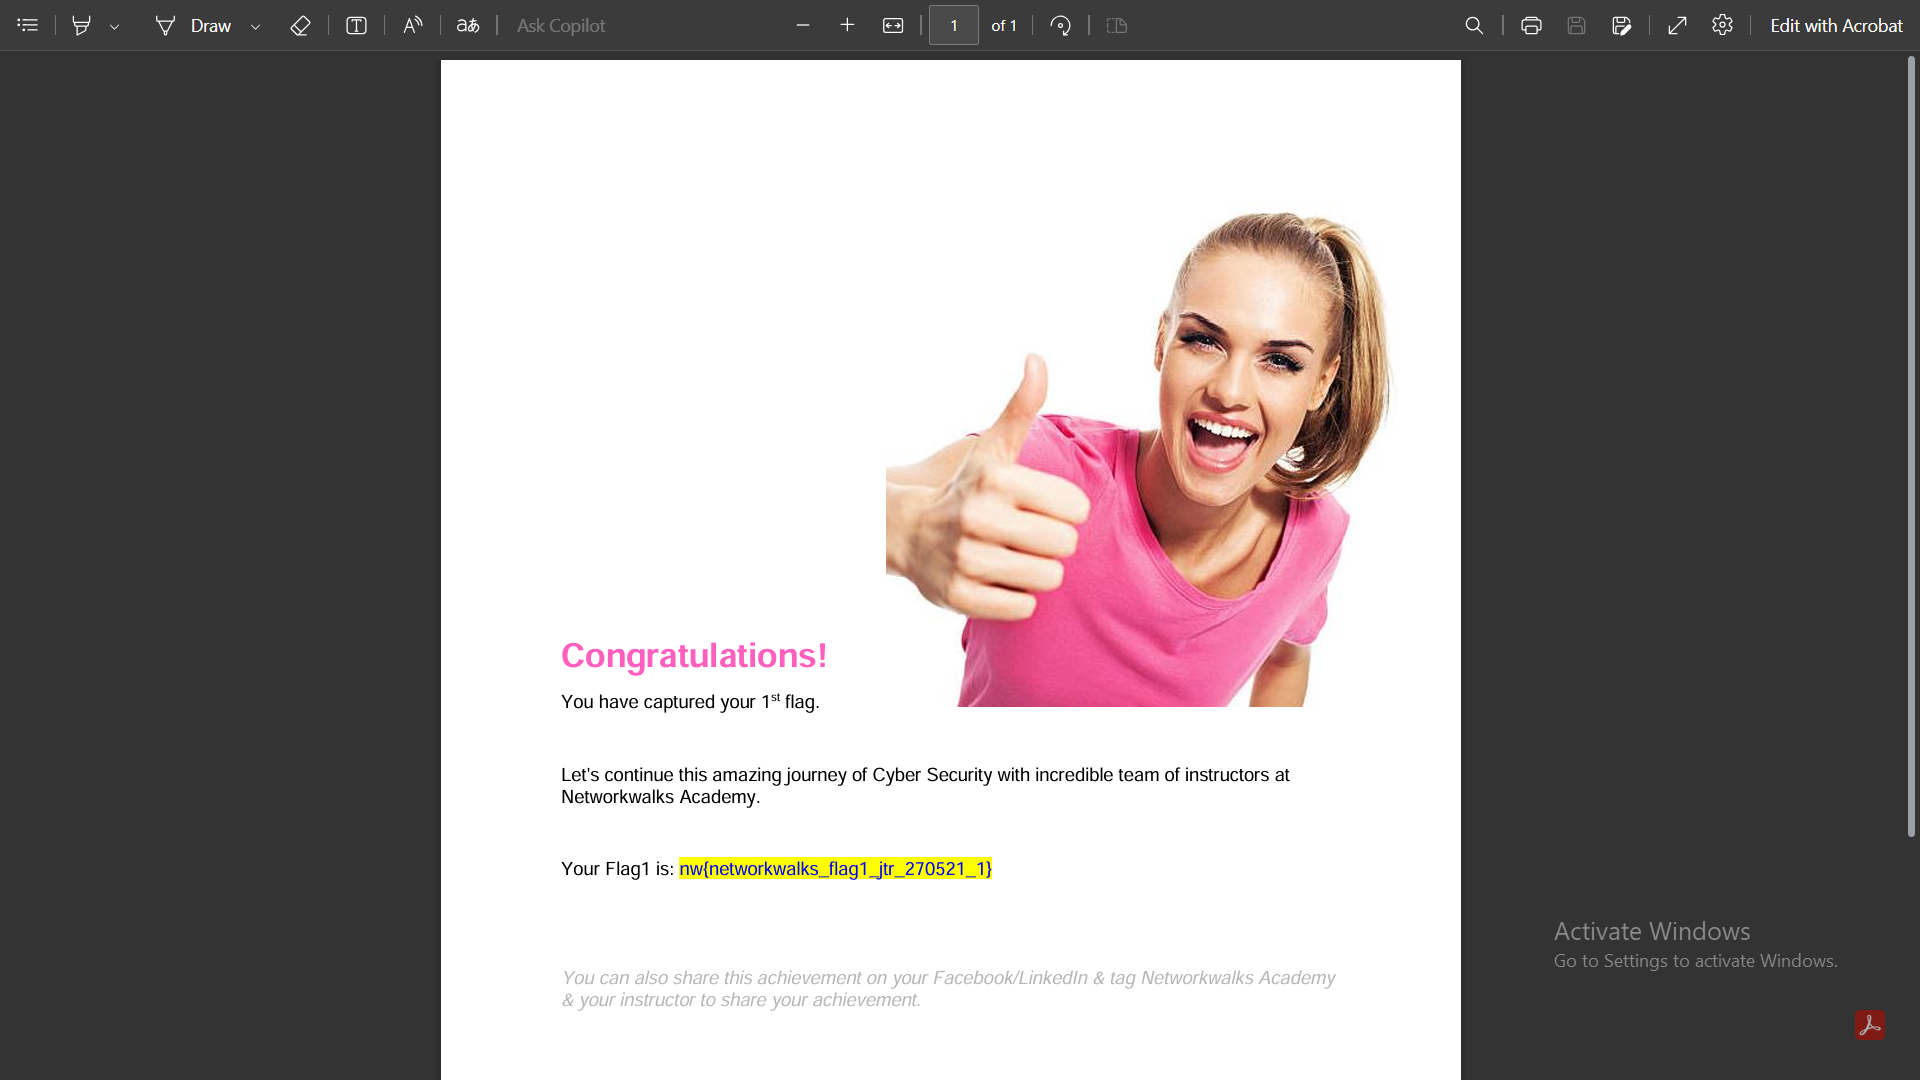 Draw
Ask Copilot
1
of 1
Edit with Acrobat
Congratulations!
You have captured your 1st flag.
Let's continue this amazing journey of Cyber Security with incredible team of instructors at
Networkwalks Academy.
Your Flag1 is: nw{networkwalks_flag1_jtr_270521_1}
You can also share this achievement on your Facebook/LinkedIn & tag Networkwalks Academy
& your instructor to share your achievement.
Activate Windows
Go to Settings to activate Windows.